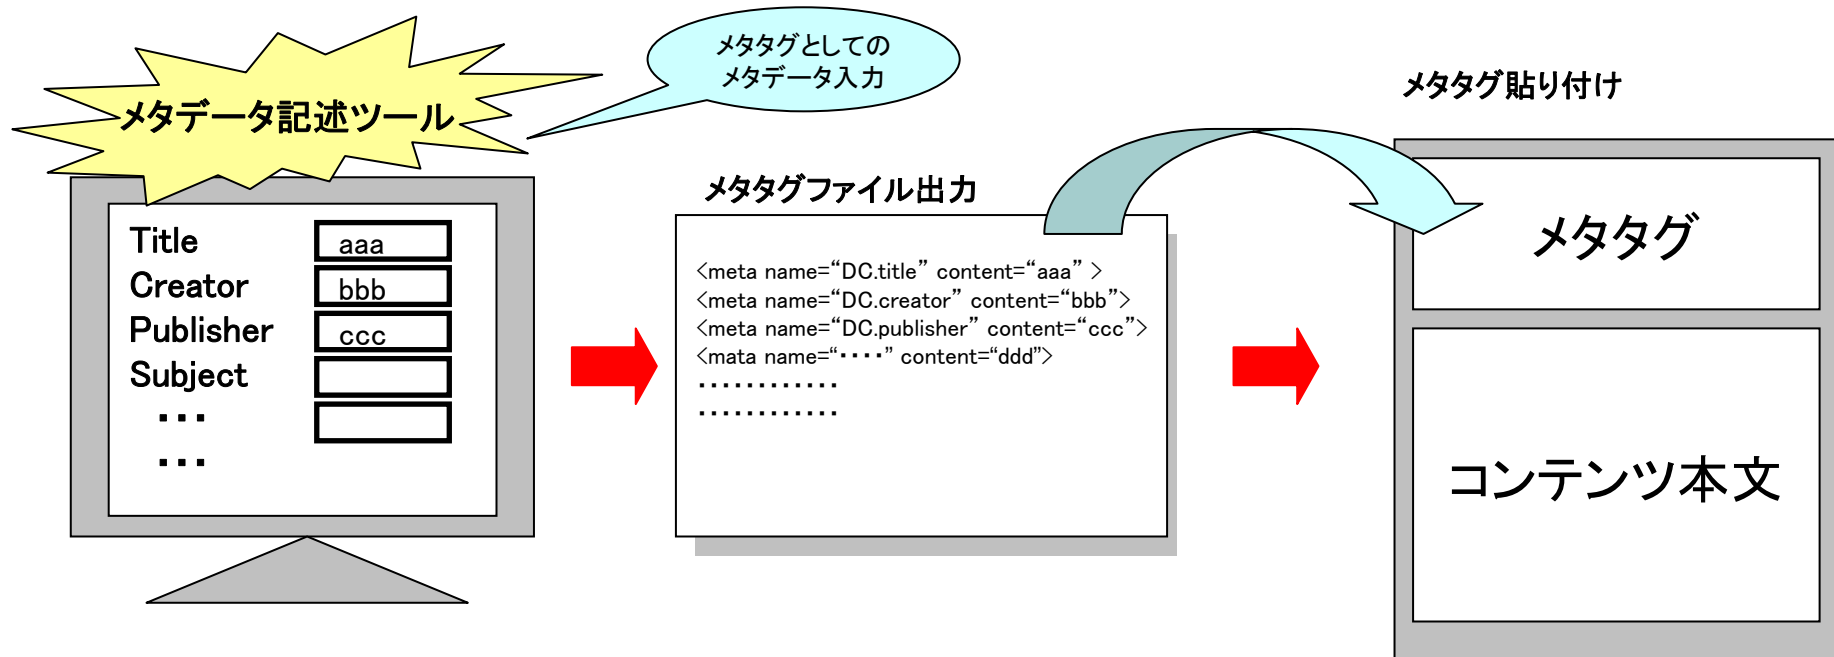 メタタグとしての
メタデータ入力
メタデータ記述ツール
Title aaa
Creator bbb
Publisher ccc
Subject
・・・
・・・
メタタグファイル出力
<meta name=“DC.title” content=“aaa” >
<meta name=“DC.creator” content=“bbb”>
<meta name=“DC.publisher” content=“ccc”>
<mata name=“・・・・” content=“ddd”>
・・・・・・・・・・・・
・・・・・・・・・・・・
メタタグ貼り付け
メタタグ
コンテンツ本文